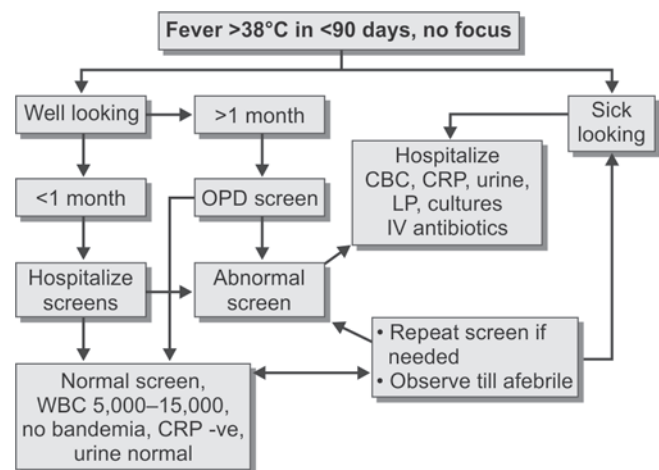 Fever >38°C in <90 days, no focus
Well looking
>1 month
Sick
looking
Hospitalize
CBC, CRP, urine,
LP, cultures
IV antibiotics
<1 month
OPD screen
Hospitalize
screens
Abnormal
screen
• Repeat screen if
needed
• Observe till afebrile
Normal screen,
WBC 5,000–15,000,
no bandemia, CRP -ve,
urine normal